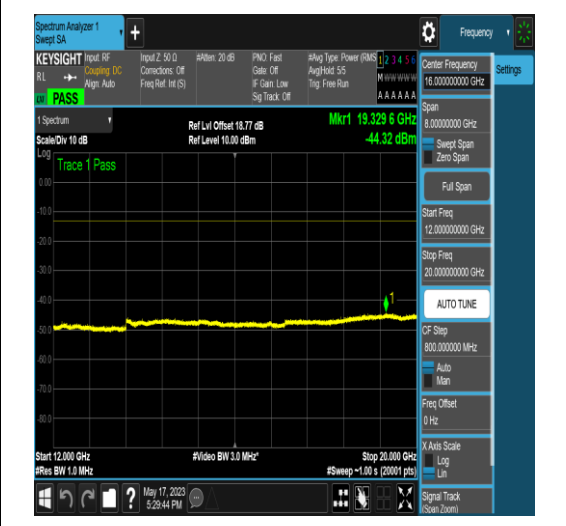 Spectrum Analyzer 1
Swept SA
+
Frequency
KEYSIGHT
Input: RF
Coupling: DC
Align: Auto
Input Z: 50 Ω
Corrections: Off
Freq Ref: Int (S)
#Atten: 20 dB
PNO: Fast
Gate: Off
IF Gain: Low
Sig Track: Off
#Avg Type: Power (RMS
Avg|Hold: 5/5
Trig: Free Run
1 2 3 4 5 6
M W W W W W
A A A A A A
RL
PASS
Center Frequency
16.000000000 GHz
Settings
Span
8.00000000 GHz
Swept Span
Zero Span
Full Span
Start Freq
12.000000000 GHz
Stop Freq
20.000000000 GHz
AUTO TUNE
CF Step
800.000000 MHz
Auto
Man
Freq Offset
0 Hz
X Axis Scale
Log
Lin
Signal Track
(Span Zoom)
1 Spectrum
Scale/Div 10 dB
Ref Lvl Offset 18.77 dB
Ref Level 10.00 dBm
Mkr1 19.329 6 GHz
-44.32 dBm
Log
Trace 1 Pass
0.00
-10.0
-20.0
-30.0
-40.0
-50.0
-60.0
-70.0
-80.0
1
Start 12.000 GHz
#Res BW 1.0 MHz
#Video BW 3.0 MHz*
Stop 20.000 GHz
#Sweep ~1.00 s (20001 pts)
?
May 17, 2023
5:29:44 PM